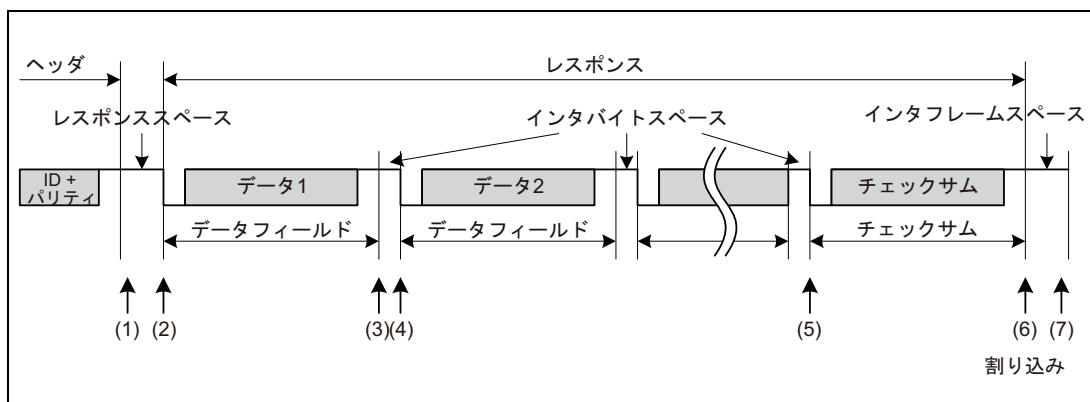 ヘッダ
レスポンス
レスポンススペース
インタバイトスペース
インタフレームスペース
ID +
パリティ
データ1
データ2
チェックサム
データフィールド
データフィールド
チェックサム
(1)
(2)
(3)
(4)
(5)
(6)
(7)
割り込み